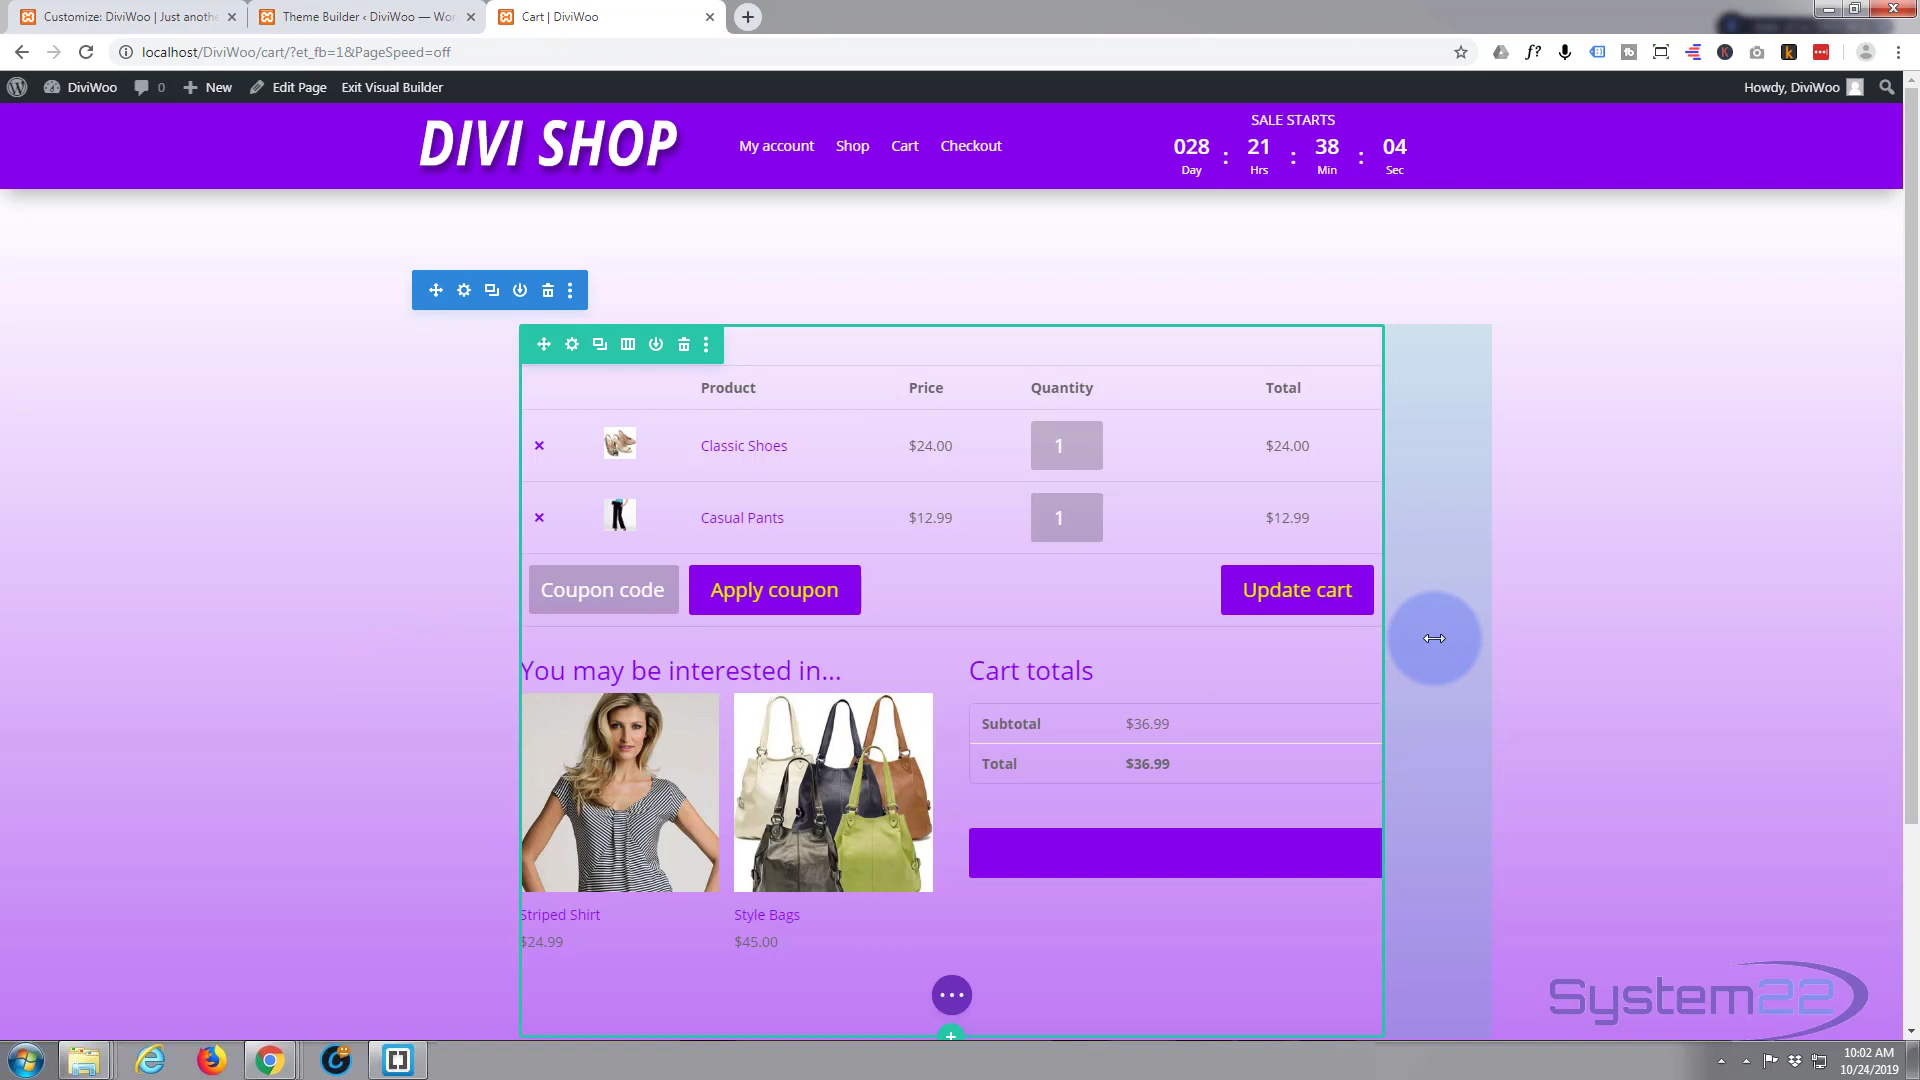 Customize: DiviWoo | Just anoth
Theme Builder ‹ DiviWoo — Wor
Cart | DiviWoo
localhost/DiviWoo/cart/?et_fb=1&PageSpeed=off
DiviWoo
0
New
Edit Page
Exit Visual Builder
Howdy, DiviWoo
DIVI SHOP
My account
Shop
Cart
Checkout
SALE STARTS
028 : 21 : 38 : 04
Day Hrs Min Sec
Product Price Quantity Total
× Classic Shoes $24.00 1 $24.00
× Casual Pants $12.99 1 $12.99
Coupon code
Apply coupon
Update cart
You may be interested in…
Cart totals
Subtotal $36.99
Total $36.99
Striped Shirt
$24.99
Style Bags
$45.00
System22
10:02 AM
10/24/2019